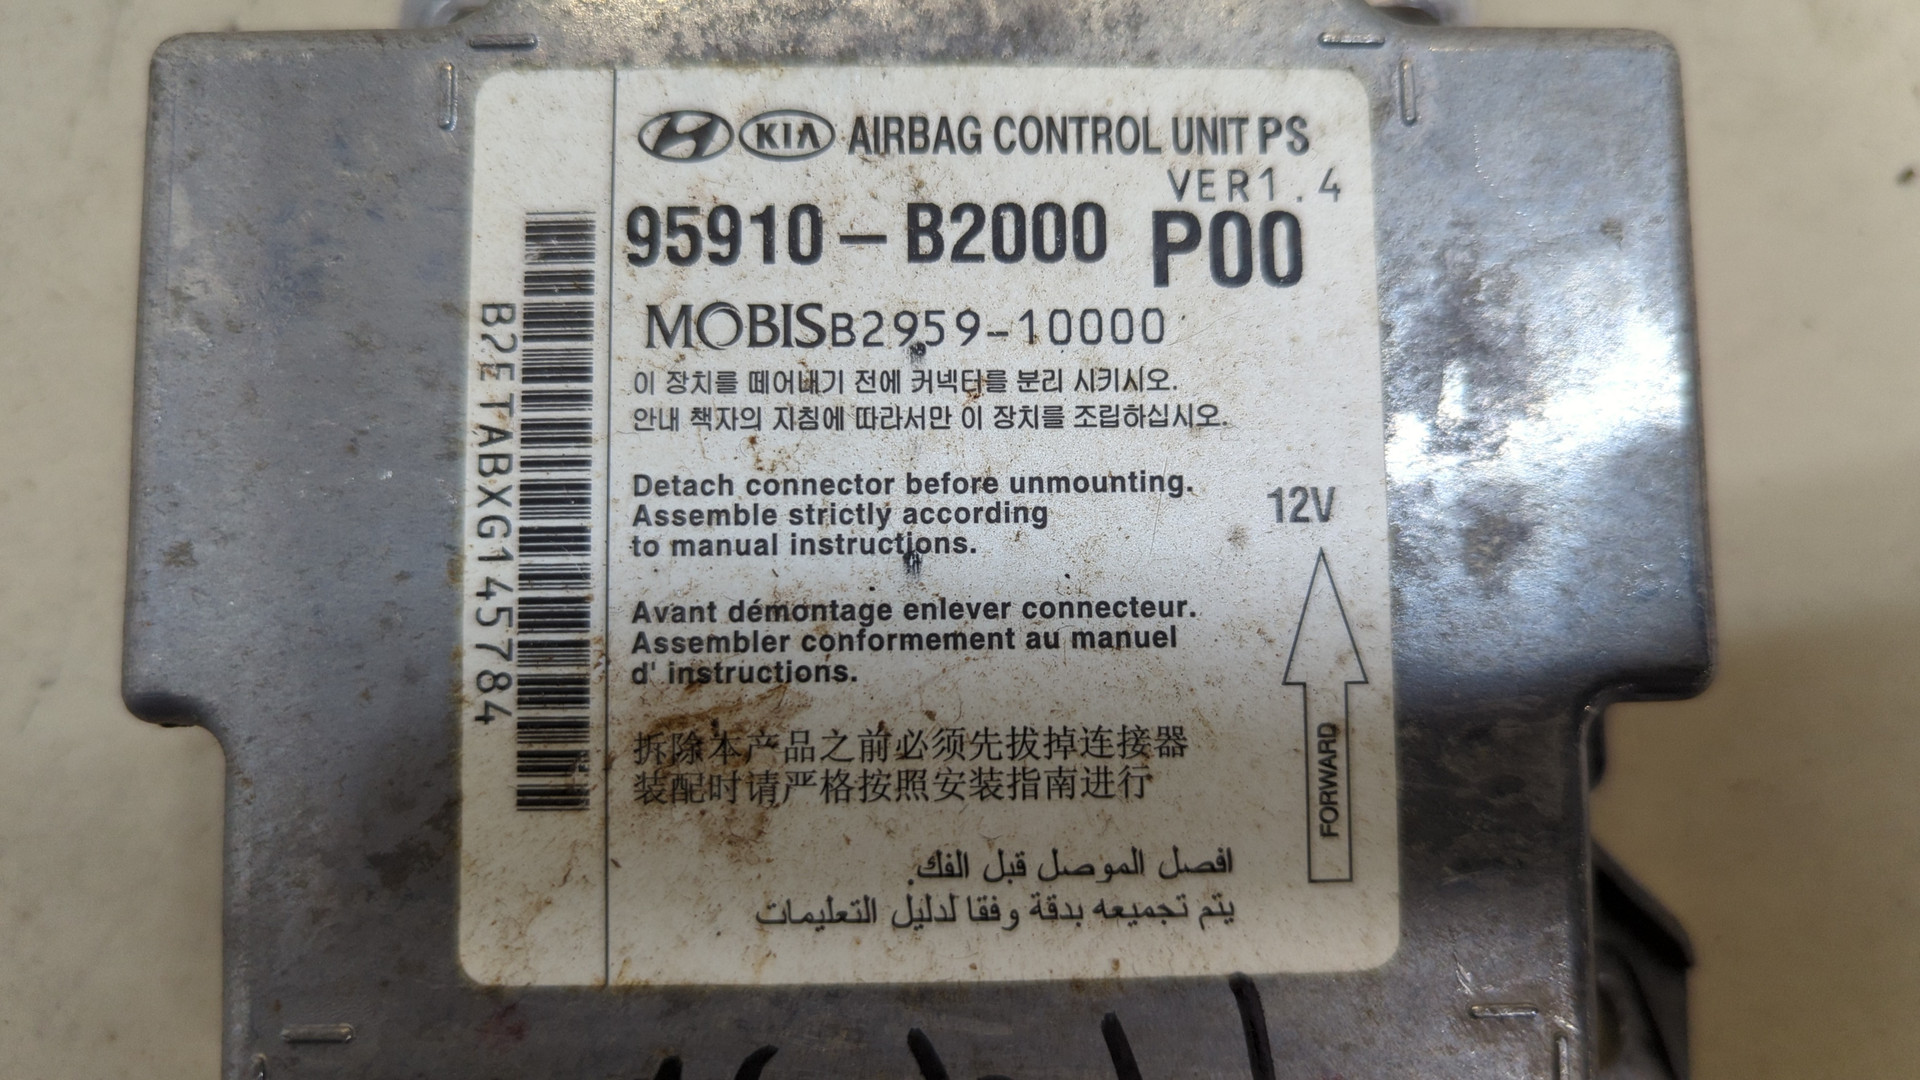 KIA AIRBAG CONTROL UNIT PS
VER1.4
95910-B2000 P00
MOBIS B2959-10000
이 장치를 떼어내기 전에 커넥터를 분리 시키시오.
안내 책자의 지침에 따라서만 이 장치를 조립하십시오.
Detach connector before unmounting.
Assemble strictly according
to manual instructions.
12V
Avant démontage enlever connecteur.
Assembler conformement au manuel
d' instructions.
FORWARD
拆除本产品之前必须先拔掉连接器
装配时请严格按照安装指南进行
افصل الموصل قبل الفك.
يتم تجميعه بدقة وفقا لدليل التعليمات
B2ETABXG145784